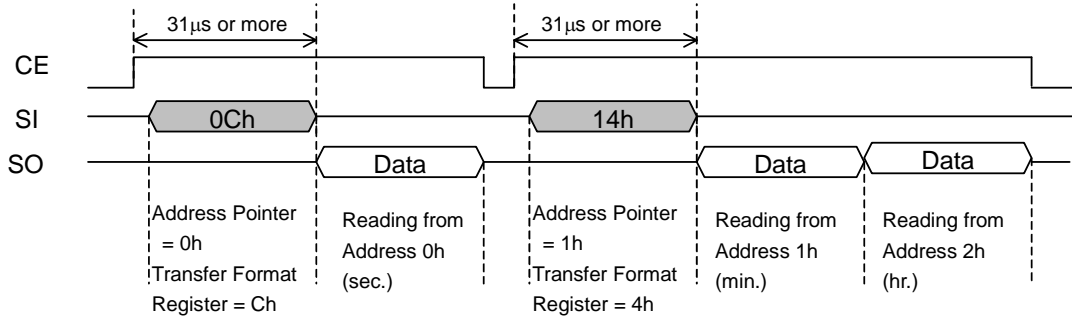 31μs or more
31μs or more
CE
SI
0Ch
14h
SO
Data
Data
Data
Address Pointer
= 0h
Transfer Format
Register = Ch
Reading from
Address 0h
(sec.)
Address Pointer
= 1h
Transfer Format
Register = 4h
Reading from
Address 1h
(min.)
Reading from
Address 2h
(hr.)